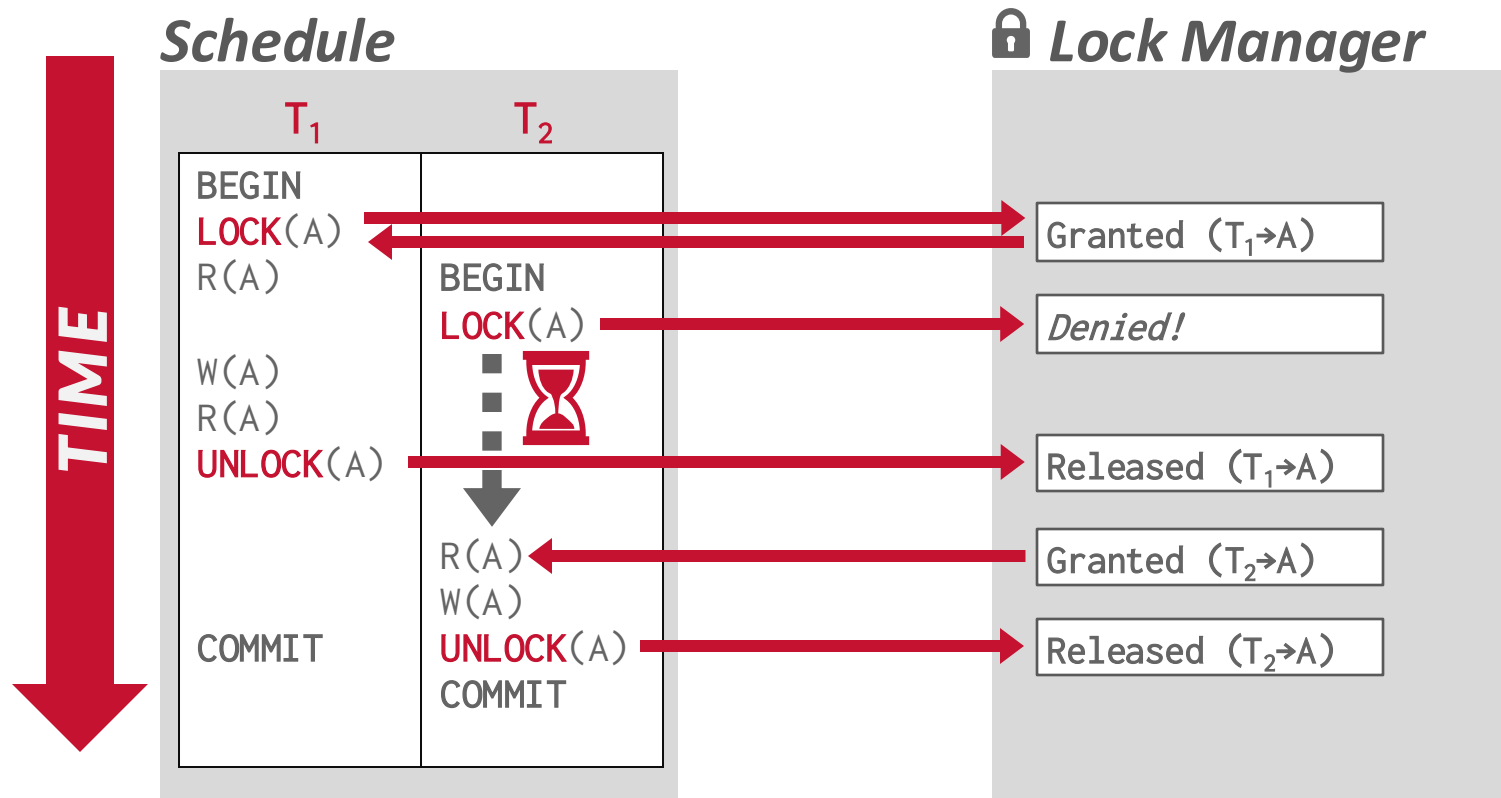 Schedule
Lock Manager
TIME
T1
T2
BEGIN
LOCK(A)
R(A)
W(A)
R(A)
UNLOCK(A)
COMMIT
BEGIN
LOCK(A)
R(A)
W(A)
UNLOCK(A)
COMMIT
Granted (T1→A)
Denied!
Released (T1→A)
Granted (T2→A)
Released (T2→A)